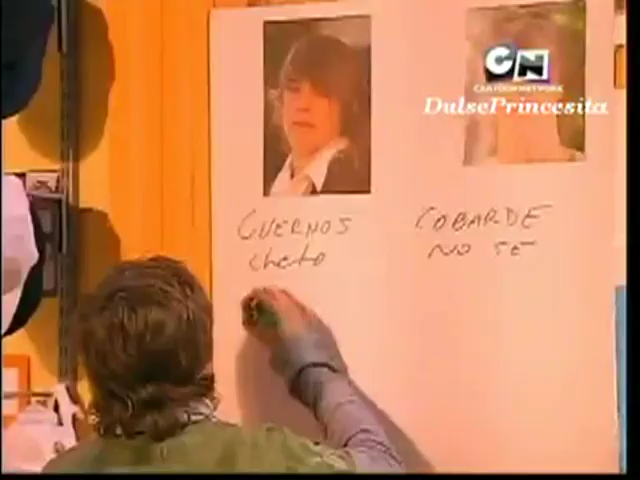 CN
CARTOON NETWORK
DulsePrincesita
CUERNOS
cheto
COBARDE
NO SE